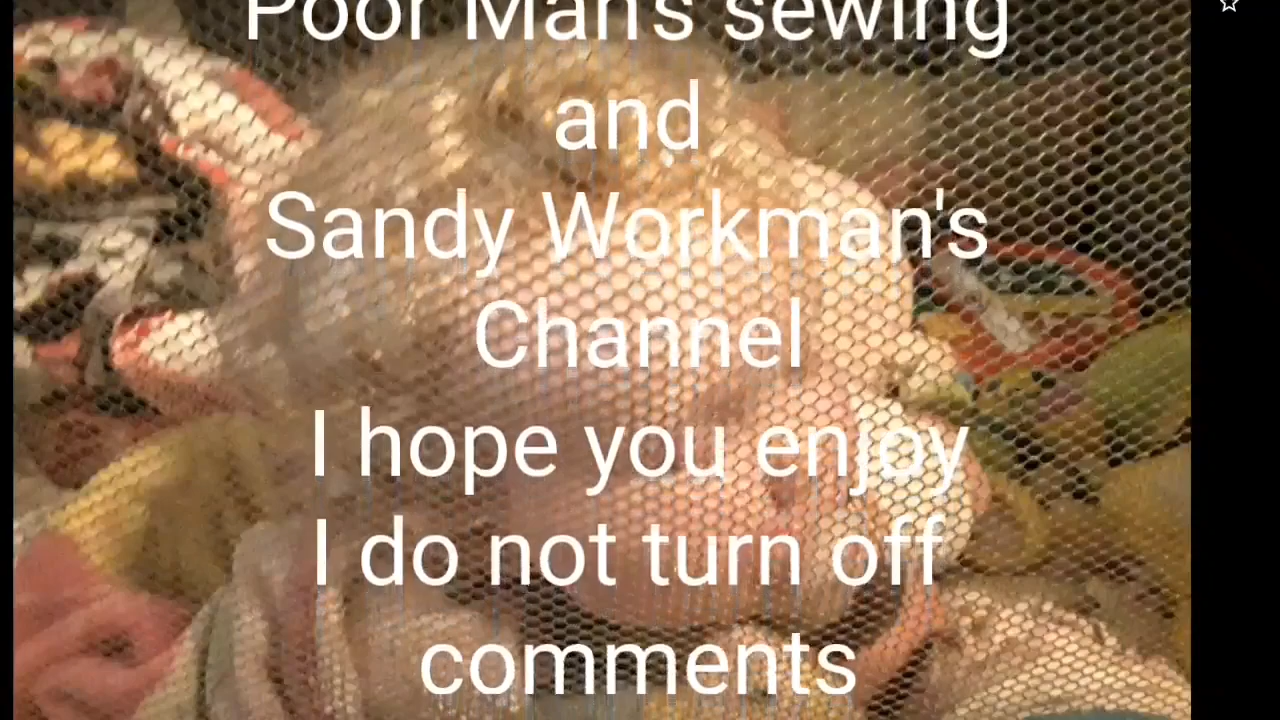 Poor Man's sewing
and
Sandy Workman's
Channel
I hope you enjoy
I do not turn off
comments